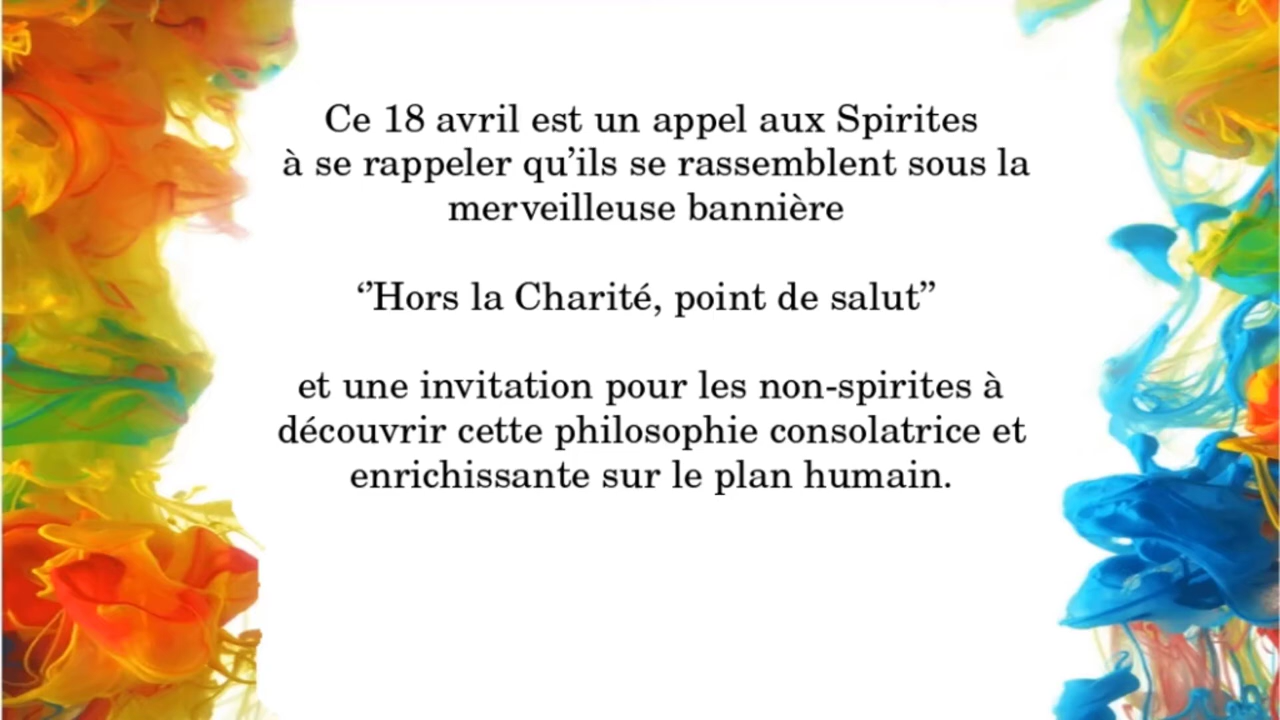 Ce 18 avril est un appel aux Spirites
à se rappeler qu’ils se rassemblent sous la
merveilleuse bannière
‘’Hors la Charité, point de salut’’
et une invitation pour les non-spirites à
découvrir cette philosophie consolatrice et
enrichissante sur le plan humain.